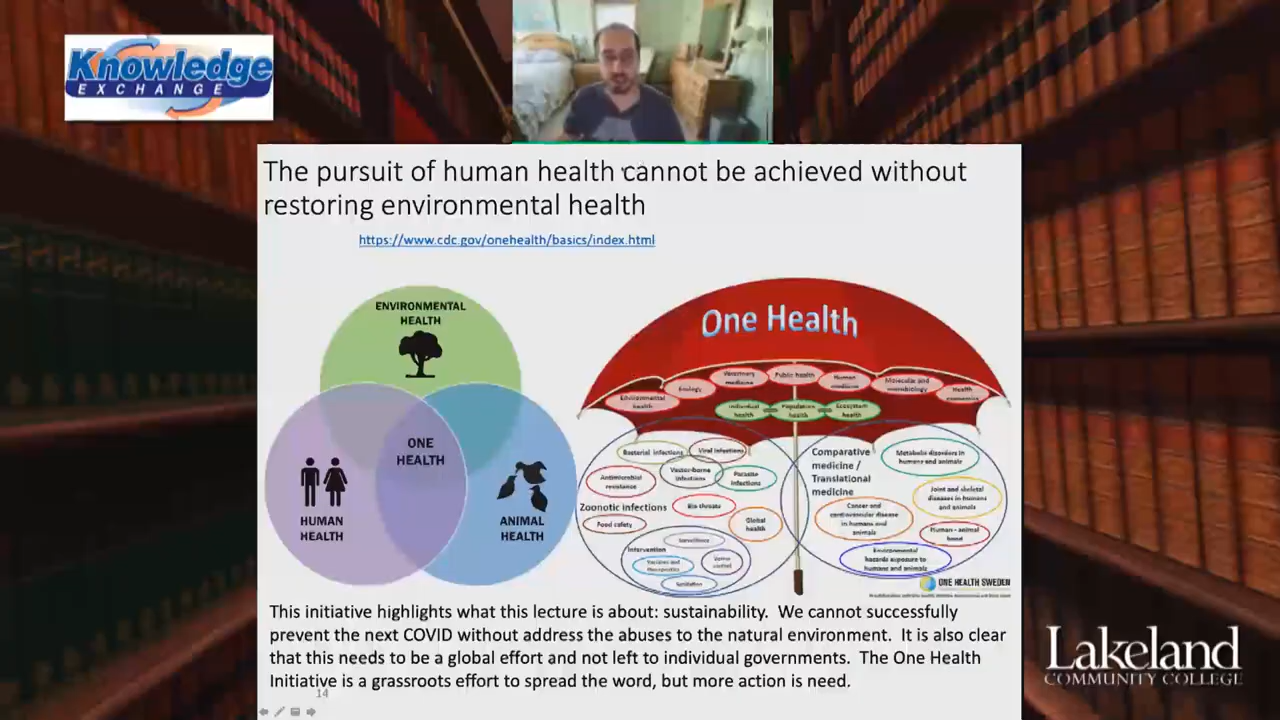 Knowledge
EXCHANGE
The pursuit of human health cannot be achieved without
restoring environmental health
https://www.cdc.gov/onehealth/basics/index.html
ENVIRONMENTAL
HEALTH
ONE
HEALTH
HUMAN
HEALTH
ANIMAL
HEALTH
One Health
Environmental
health
Ecology
Veterinary
medicine
Public health
Human
medicine
Molecular and
microbiology
Health
economics
Individual
health
Population
health
Ecosystem
health
Bacterial infections
Viral infections
Vector-borne
infections
Parasite
infections
Antimicrobial
resistance
Zoonotic infections
Bio threats
Food safety
Global
health
Intervention
Surveillance
Vaccines and
therapeutics
Vector
control
Sanitation
Comparative
medicine /
Translational
medicine
Metabolic disorders in
humans and animals
Joint and skeletal
diseases in humans
and animals
Cancer and
cardiovascular disease
in humans and
animals
Human - animal
bond
Environmental
hazards exposure to
humans and animals
ONE HEALTH SWEDEN
This initiative highlights what this lecture is about: sustainability. We cannot successfully
prevent the next COVID without address the abuses to the natural environment. It is also clear
that this needs to be a global effort and not left to individual governments. The One Health
Initiative is a grassroots effort to spread the word, but more action is need.
14
Lakeland
COMMUNITY COLLEGE